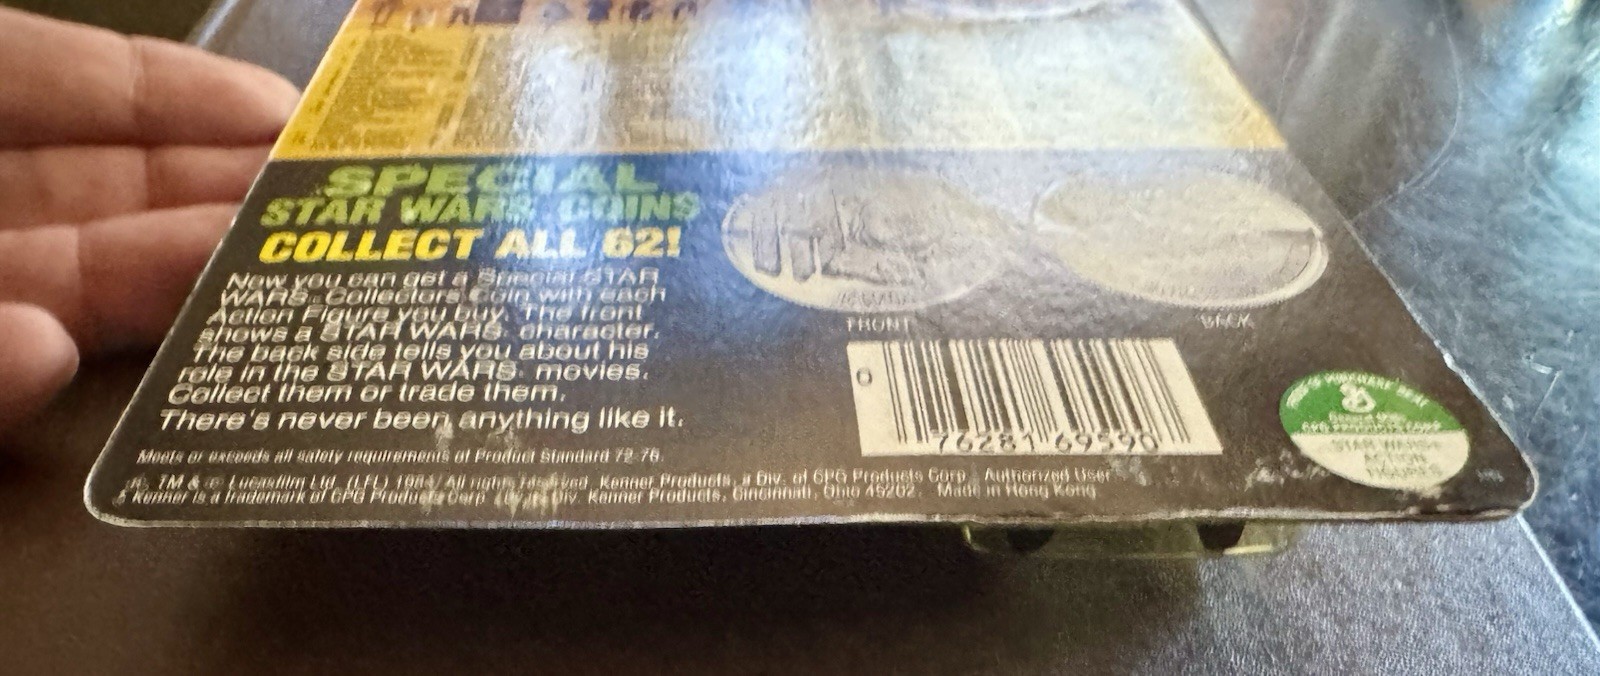 SPECIAL
STAR WARS COINS
COLLECT ALL 62!
Now you can get a Special STAR
WARS Collectors Coin with each
Action Figure you buy. The front
shows a STAR WARS character.
The back side tells you about his
role in the STAR WARS movies.
Collect them or trade them.
There's never been anything like it.
FRONT
BACK
0
76281 69590
PROOF OF PURCHASE SEAL
CPG PRODUCTS CORP
STAR WARS
ACTION
FIGURES
Meets or exceeds all safety requirements of Product Standard 72-76.
TM & © Lucasfilm Ltd. (LFL) 1984 All rights reserved. Kenner Products, a Div. of CPG Products Corp. Authorized User
Kenner is a trademark of CPG Products Corp. Kenner Products, Cincinnati, Ohio 45202. Made in Hong Kong